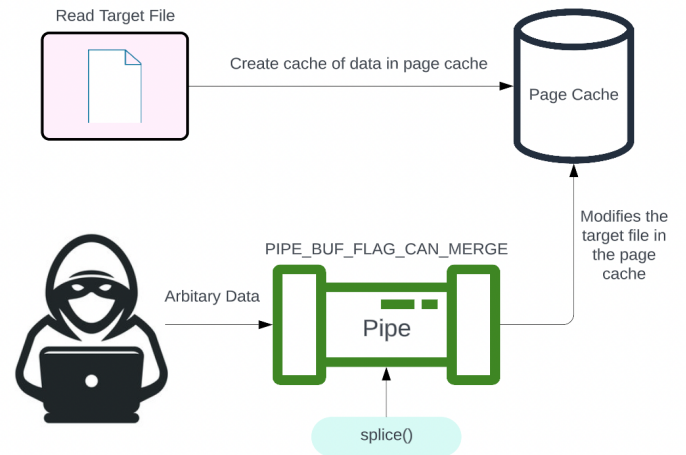 Read Target File
Create cache of data in page cache
Page Cache
Modifies the
target file in
the page
cache
PIPE_BUF_FLAG_CAN_MERGE
Arbitary Data
Pipe
splice()